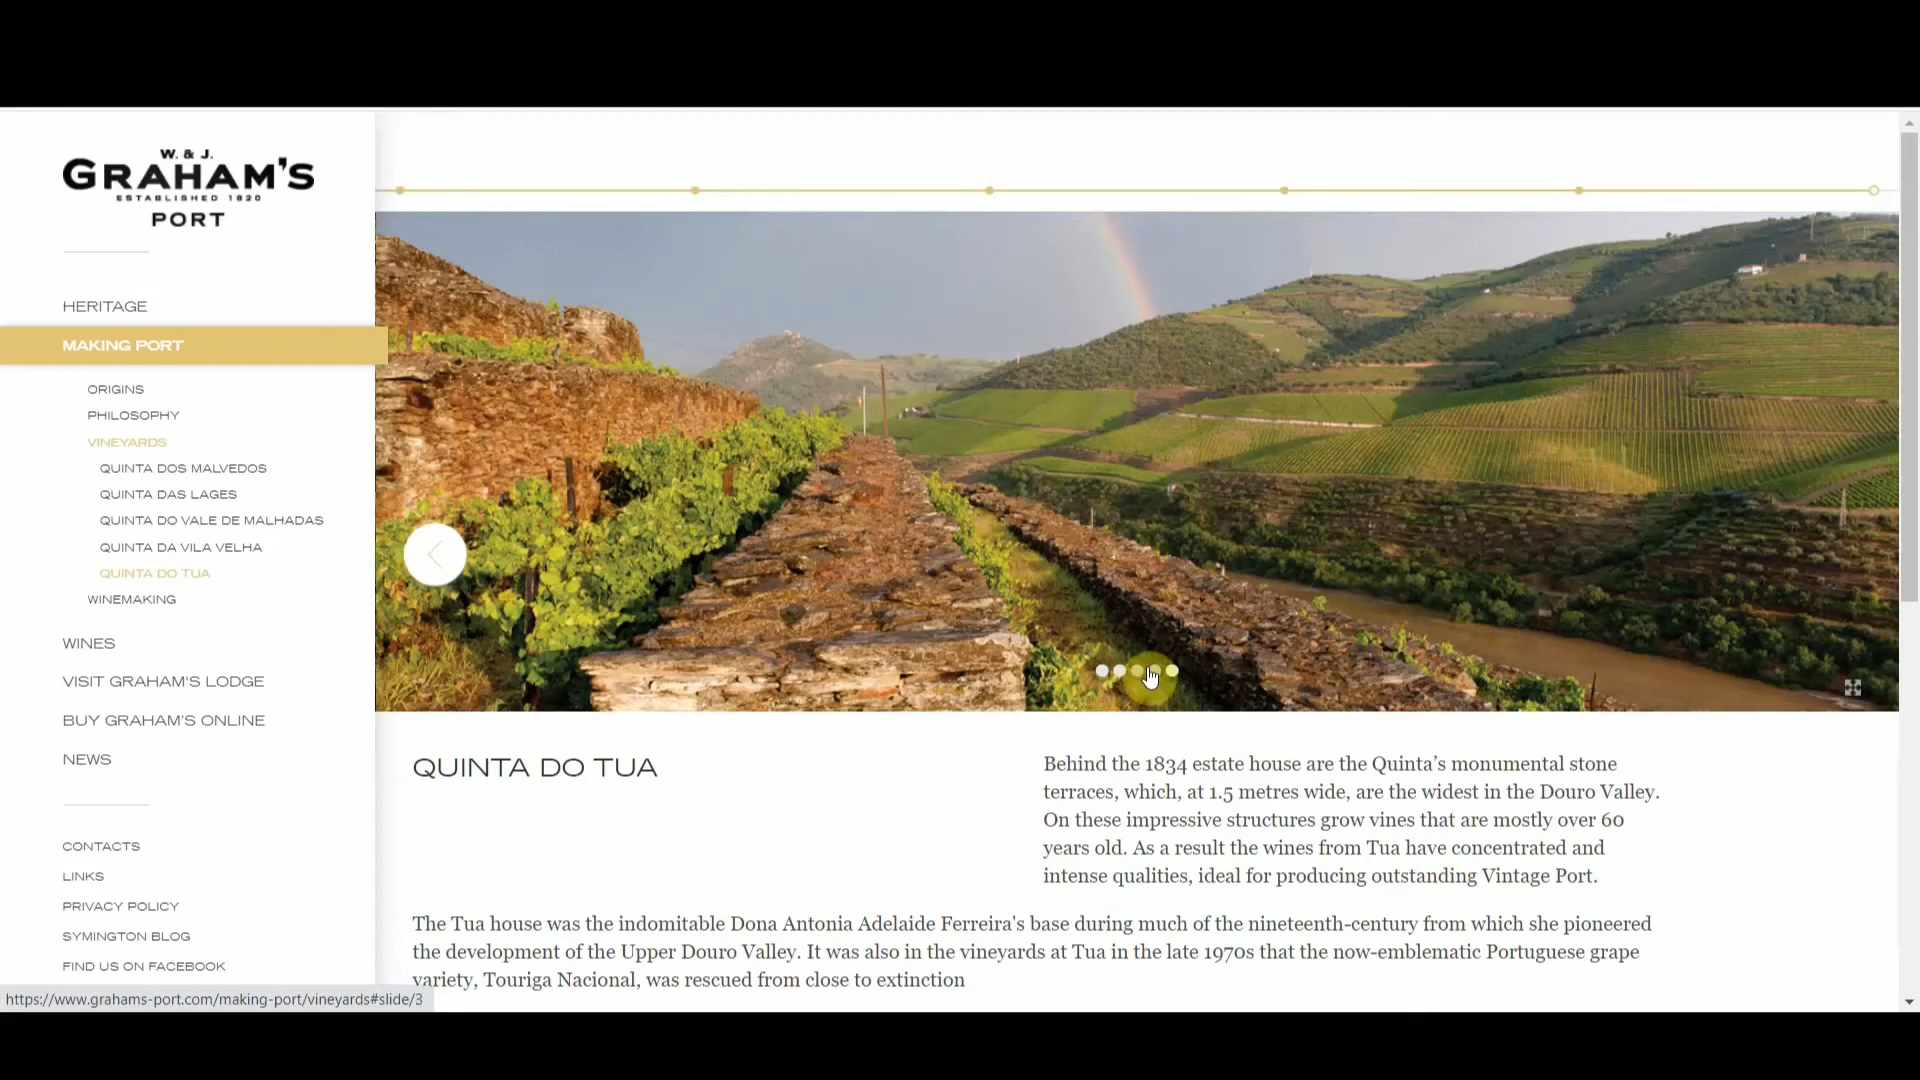 W. & J.
GRAHAM'S
ESTABLISHED 1820
PORT
HERITAGE
MAKING PORT
ORIGINS
PHILOSOPHY
VINEYARDS
QUINTA DOS MALVEDOS
QUINTA DAS LAGES
QUINTA DO VALE DE MALHADAS
QUINTA DA VILA VELHA
QUINTA DO TUA
WINEMAKING
WINES
VISIT GRAHAM'S LODGE
BUY GRAHAM'S ONLINE
NEWS
CONTACTS
LINKS
PRIVACY POLICY
SYMINGTON BLOG
FIND US ON FACEBOOK
https://www.grahams-port.com/making-port/vineyards#slide/3
QUINTA DO TUA
Behind the 1834 estate house are the Quinta’s monumental stone
terraces, which, at 1.5 metres wide, are the widest in the Douro Valley.
On these impressive structures grow vines that are mostly over 60
years old. As a result the wines from Tua have concentrated and
intense qualities, ideal for producing outstanding Vintage Port.
The Tua house was the indomitable Dona Antonia Adelaide Ferreira's base during much of the nineteenth-century from which she pioneered
the development of the Upper Douro Valley. It was also in the vineyards at Tua in the late 1970s that the now-emblematic Portuguese grape
variety, Touriga Nacional, was rescued from close to extinction